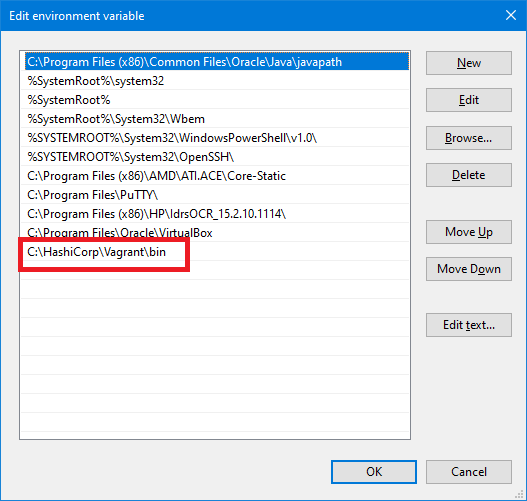 Edit environment variable
C:\Program Files (x86)\Common Files\Oracle\Java\javapath
%SystemRoot%\system32
%SystemRoot%
%SystemRoot%\System32\Wbem
%SYSTEMROOT%\System32\WindowsPowerShell\v1.0\
%SYSTEMROOT%\System32\OpenSSH\
C:\Program Files (x86)\AMD\ATI.ACE\Core-Static
C:\Program Files\PuTTY\
C:\Program Files (x86)\HP\IdrsOCR_15.2.10.1114\
C:\Program Files\Oracle\VirtualBox
C:\HashiCorp\Vagrant\bin
New
Edit
Browse...
Delete
Move Up
Move Down
Edit text...
OK
Cancel